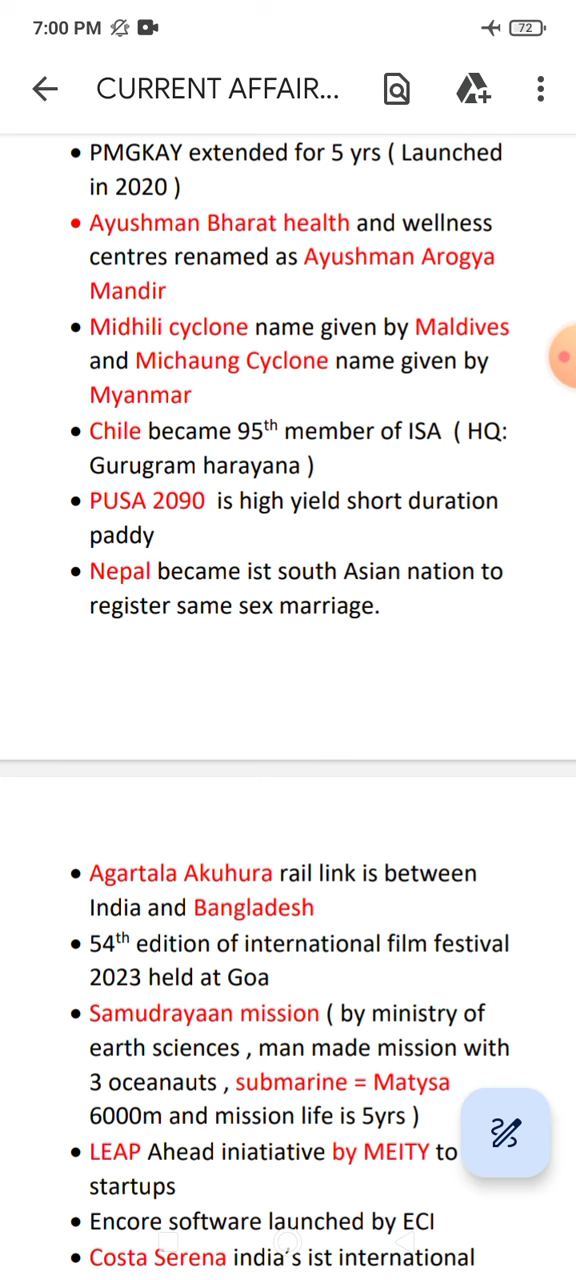 7:00 PM 72
CURRENT AFFAIR...
• PMGKAY extended for 5 yrs ( Launched
in 2020 )
• Ayushman Bharat health and wellness
centres renamed as Ayushman Arogya
Mandir
• Midhili cyclone name given by Maldives
and Michaung Cyclone name given by
Myanmar
• Chile became 95th member of ISA ( HQ:
Gurugram harayana )
• PUSA 2090 is high yield short duration
paddy
• Nepal became ist south Asian nation to
register same sex marriage.
• Agartala Akuhura rail link is between
India and Bangladesh
• 54th edition of international film festival
2023 held at Goa
• Samudrayaan mission ( by ministry of
earth sciences , man made mission with
3 oceanauts , submarine = Matysa
6000m and mission life is 5yrs )
• LEAP Ahead iniatiative by MEITY to
startups
• Encore software launched by ECI
• Costa Serena india's ist international